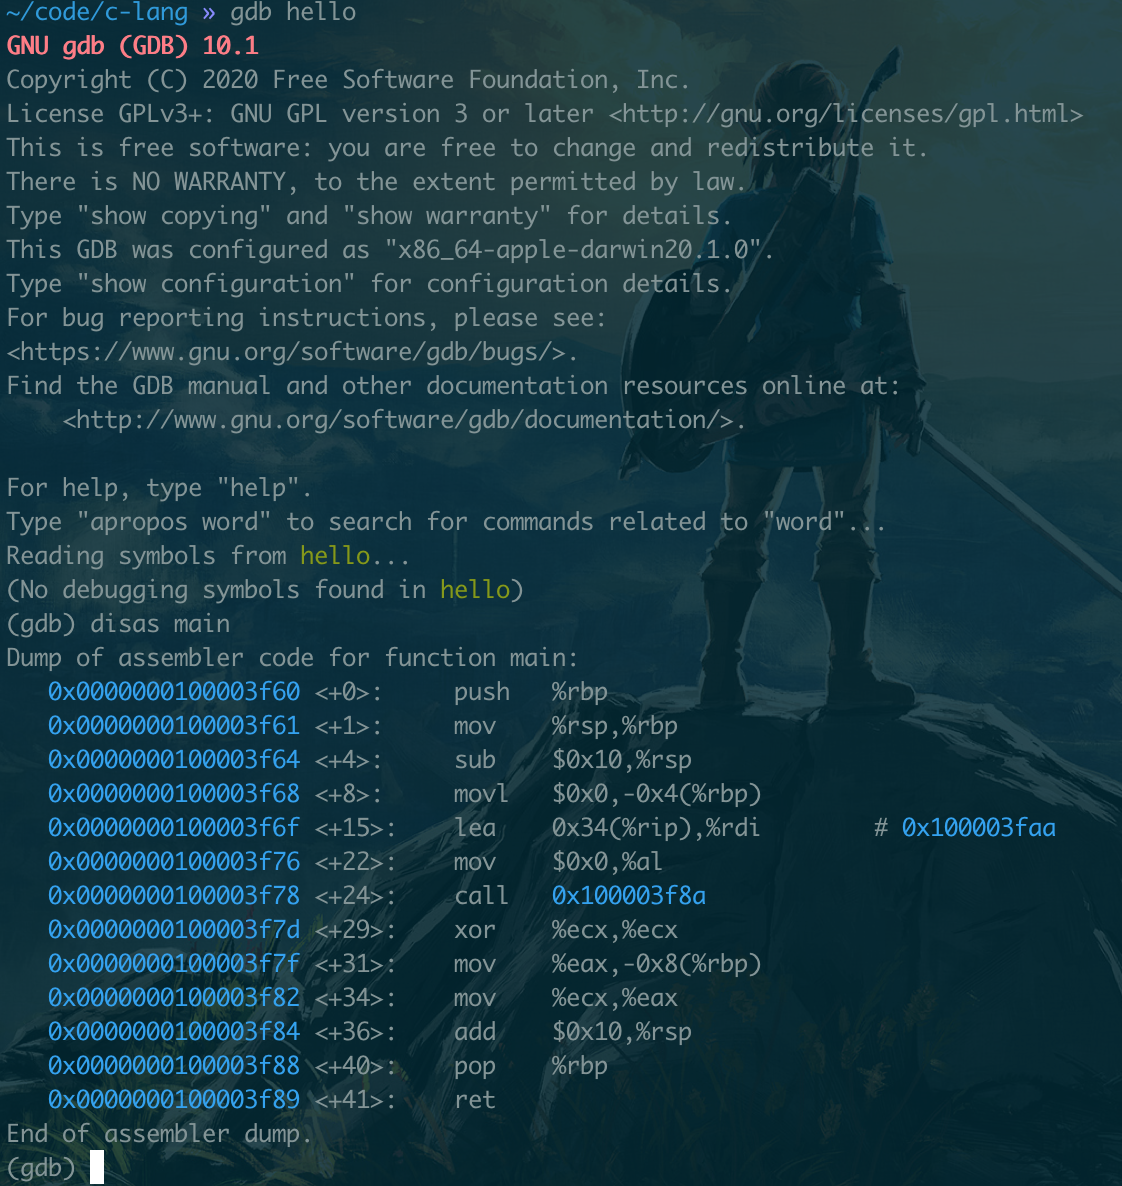 ~/code/c-lang » gdb hello
GNU gdb (GDB) 10.1
Copyright (C) 2020 Free Software Foundation, Inc.
License GPLv3+: GNU GPL version 3 or later <http://gnu.org/licenses/gpl.html>
This is free software: you are free to change and redistribute it.
There is NO WARRANTY, to the extent permitted by law.
Type "show copying" and "show warranty" for details.
This GDB was configured as "x86_64-apple-darwin20.1.0".
Type "show configuration" for configuration details.
For bug reporting instructions, please see:
<https://www.gnu.org/software/gdb/bugs/>.
Find the GDB manual and other documentation resources online at:
    <http://www.gnu.org/software/gdb/documentation/>.

For help, type "help".
Type "apropos word" to search for commands related to "word"...
Reading symbols from hello...
(No debugging symbols found in hello)
(gdb) disas main
Dump of assembler code for function main:
   0x0000000100003f60 <+0>:     push   %rbp
   0x0000000100003f61 <+1>:     mov    %rsp,%rbp
   0x0000000100003f64 <+4>:     sub    $0x10,%rsp
   0x0000000100003f68 <+8>:     movl   $0x0,-0x4(%rbp)
   0x0000000100003f6f <+15>:    lea    0x34(%rip),%rdi        # 0x100003faa
   0x0000000100003f76 <+22>:    mov    $0x0,%al
   0x0000000100003f78 <+24>:    call   0x100003f8a
   0x0000000100003f7d <+29>:    xor    %ecx,%ecx
   0x0000000100003f7f <+31>:    mov    %eax,-0x8(%rbp)
   0x0000000100003f82 <+34>:    mov    %ecx,%eax
   0x0000000100003f84 <+36>:    add    $0x10,%rsp
   0x0000000100003f88 <+40>:    pop    %rbp
   0x0000000100003f89 <+41>:    ret
End of assembler dump.
(gdb)